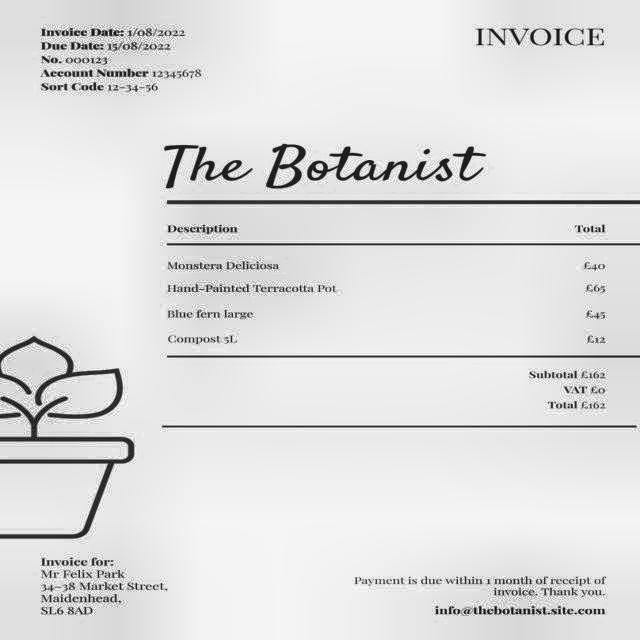 Invoice Date: 1/08/2022
Due Date: 15/08/2022
No. 000123
Account Number 12345678
Sort Code 12-34-56
INVOICE
The Botanist
Description Total
Monstera Deliciosa £40
Hand-Painted Terracotta Pot £65
Blue fern large £45
Compost 5L £12
Subtotal £162
VAT £0
Total £162
Invoice for:
Mr Felix Park
34-38 Market Street,
Maidenhead,
SL6 8AD
Payment is due within 1 month of receipt of
invoice. Thank you.
info@thebotanist.site.com